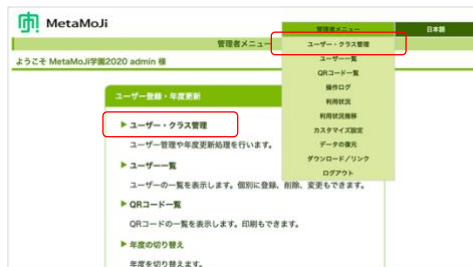 MetaMoJi
管理者メニュー
日本語
管理者メニュー
ユーザー・クラス管理
ようこそ MetaMoJi学園2020 admin 様
ユーザー一覧
QRコード一覧
操作ログ
利用状況
利用状況推移
カスタマイズ設定
データの復元
ダウンロード/リンク
ログアウト
ユーザー登録・年度更新
ユーザー・クラス管理
ユーザー管理や年度更新処理を行います。
ユーザー一覧
ユーザーの一覧を表示します。個別に登録、削除、変更もできます。
QRコード一覧
QRコードの一覧を表示します。印刷もできます。
年度の切り替え
年度を切り替えます。